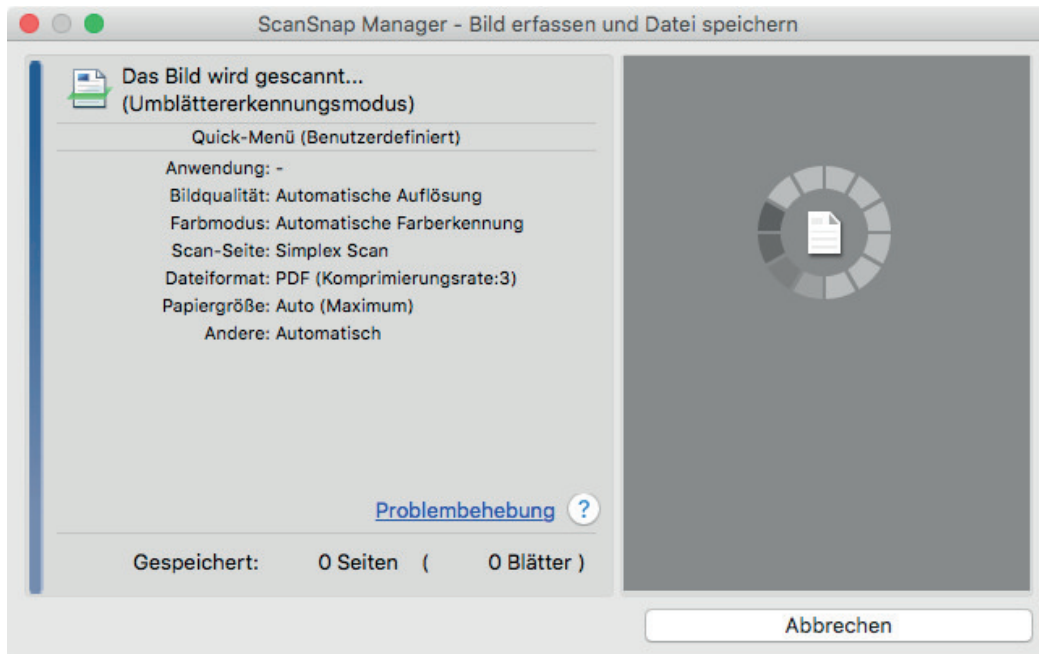 ScanSnap Manager - Bild erfassen und Datei speichern
Das Bild wird gescannt...
(Umblättererkennungsmodus)
Quick-Menü (Benutzerdefiniert)
Anwendung: -
Bildqualität: Automatische Auflösung
Farbmodus: Automatische Farberkennung
Scan-Seite: Simplex Scan
Dateiformat: PDF (Komprimierungsrate:3)
Papiergröße: Auto (Maximum)
Andere: Automatisch
Problembehebung ?
Gespeichert: 0 Seiten ( 0 Blätter )
Abbrechen